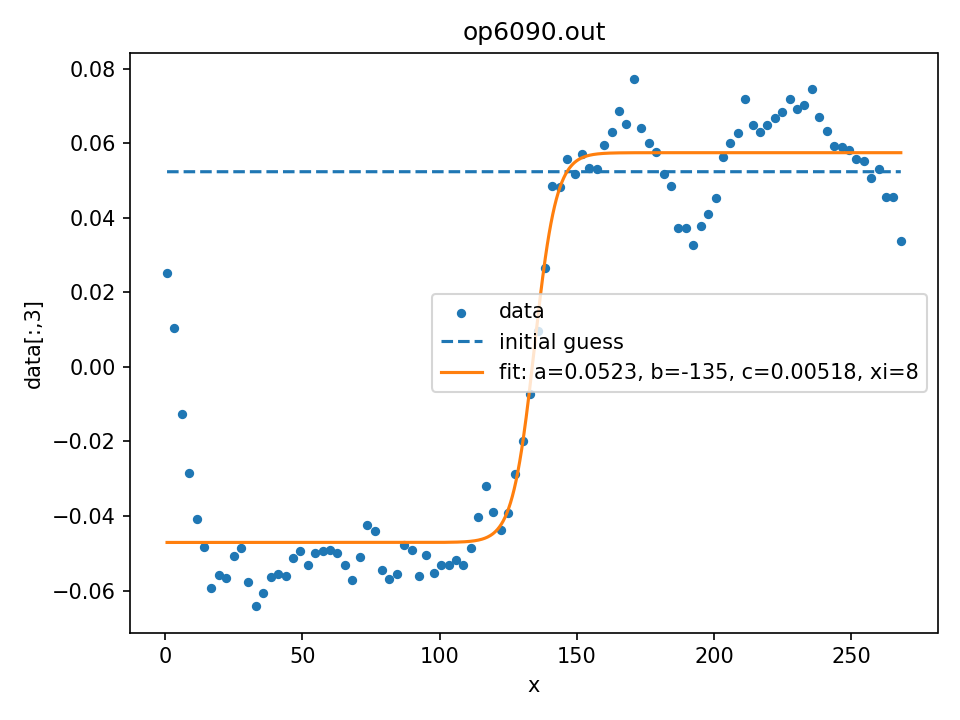 op6090.out
0.08
0.06
0.04
0.02
0.00
−0.02
−0.04
−0.06
data[:,3]
data
initial guess
fit: a=0.0523, b=-135, c=0.00518, xi=8
0 50 100 150 200 250
x